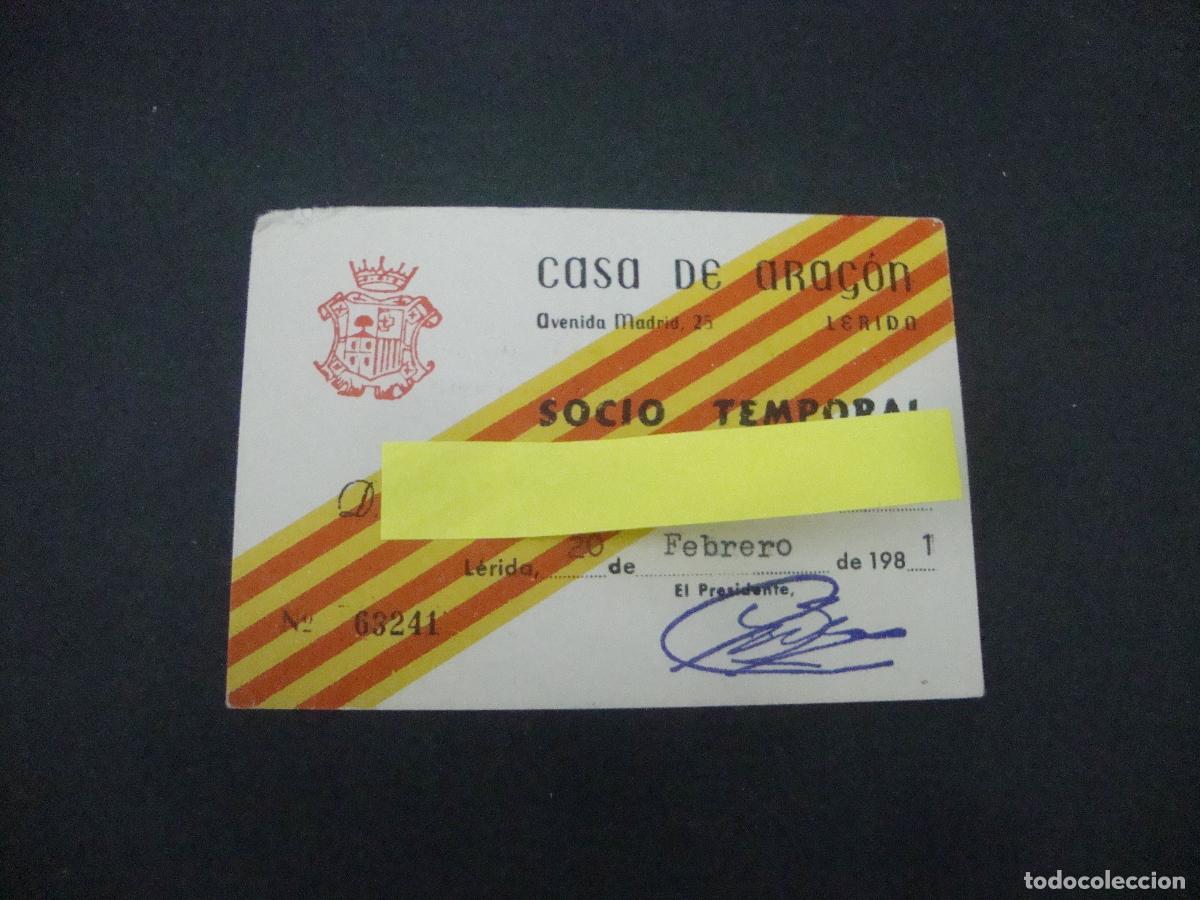 CASA DE ARAGÓN
Avenida Madrid, 25 LERIDA
SOCIO TEMPORAL
D.
Lérida, 20 de Febrero de 1981
El Presidente,
Nº 63241
todocoleccion